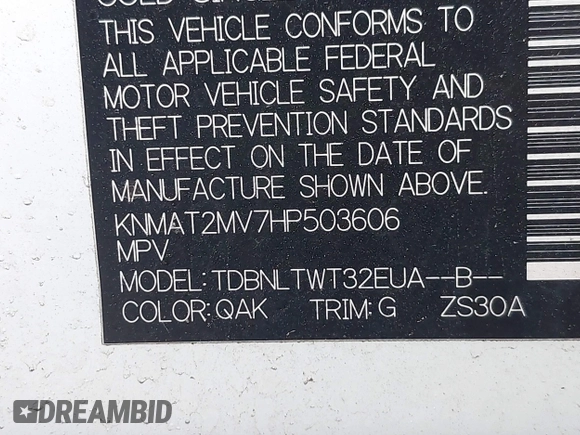 THIS VEHICLE CONFORMS TO
ALL APPLICABLE FEDERAL
MOTOR VEHICLE SAFETY AND
THEFT PREVENTION STANDARDS
IN EFFECT ON THE DATE OF
MANUFACTURE SHOWN ABOVE.
KNMAT2MV7HP503606
MPV
MODEL:TDBNLTWT32EUA--B--
COLOR:QAK TRIM:G ZS30A
DREAMBID